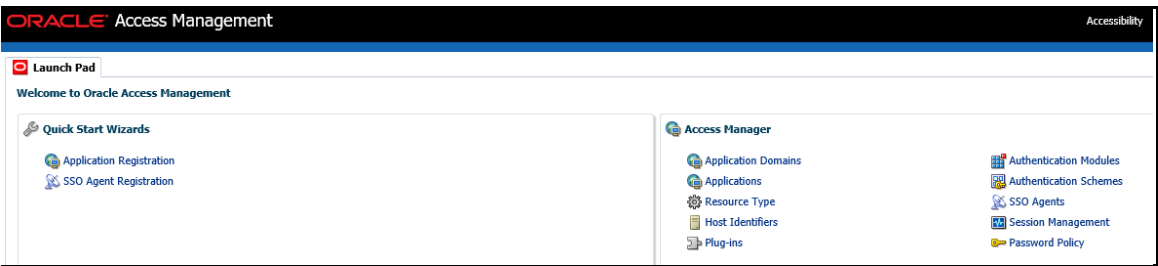 ORACLE Access Management
Accessibility
Launch Pad
Welcome to Oracle Access Management
Quick Start Wizards
Application Registration
SSO Agent Registration
Access Manager
Application Domains
Applications
Resource Type
Host Identifiers
Plug-ins
Authentication Modules
Authentication Schemes
SSO Agents
Session Management
Password Policy